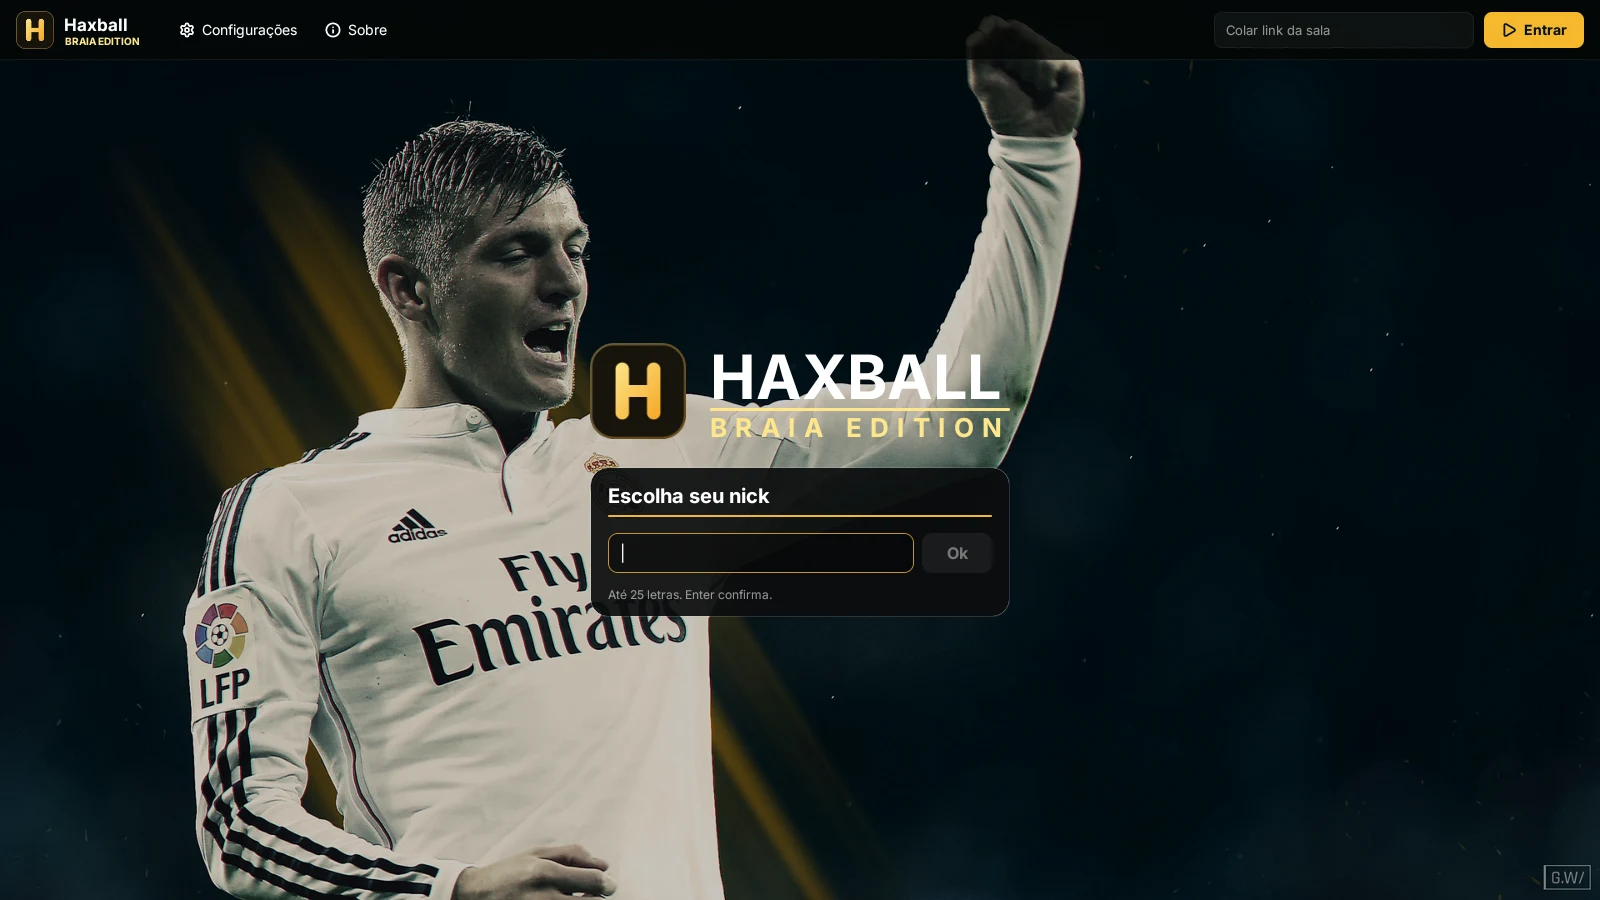 H
Haxball
BRAIA EDITION
Configurações
Sobre
Colar link da sala
Entrar
H
HAXBALL
BRAIA EDITION
Escolha seu nick
Ok
Até 25 letras. Enter confirma.
adidas
Fly
Emirates
LFP
G.W/